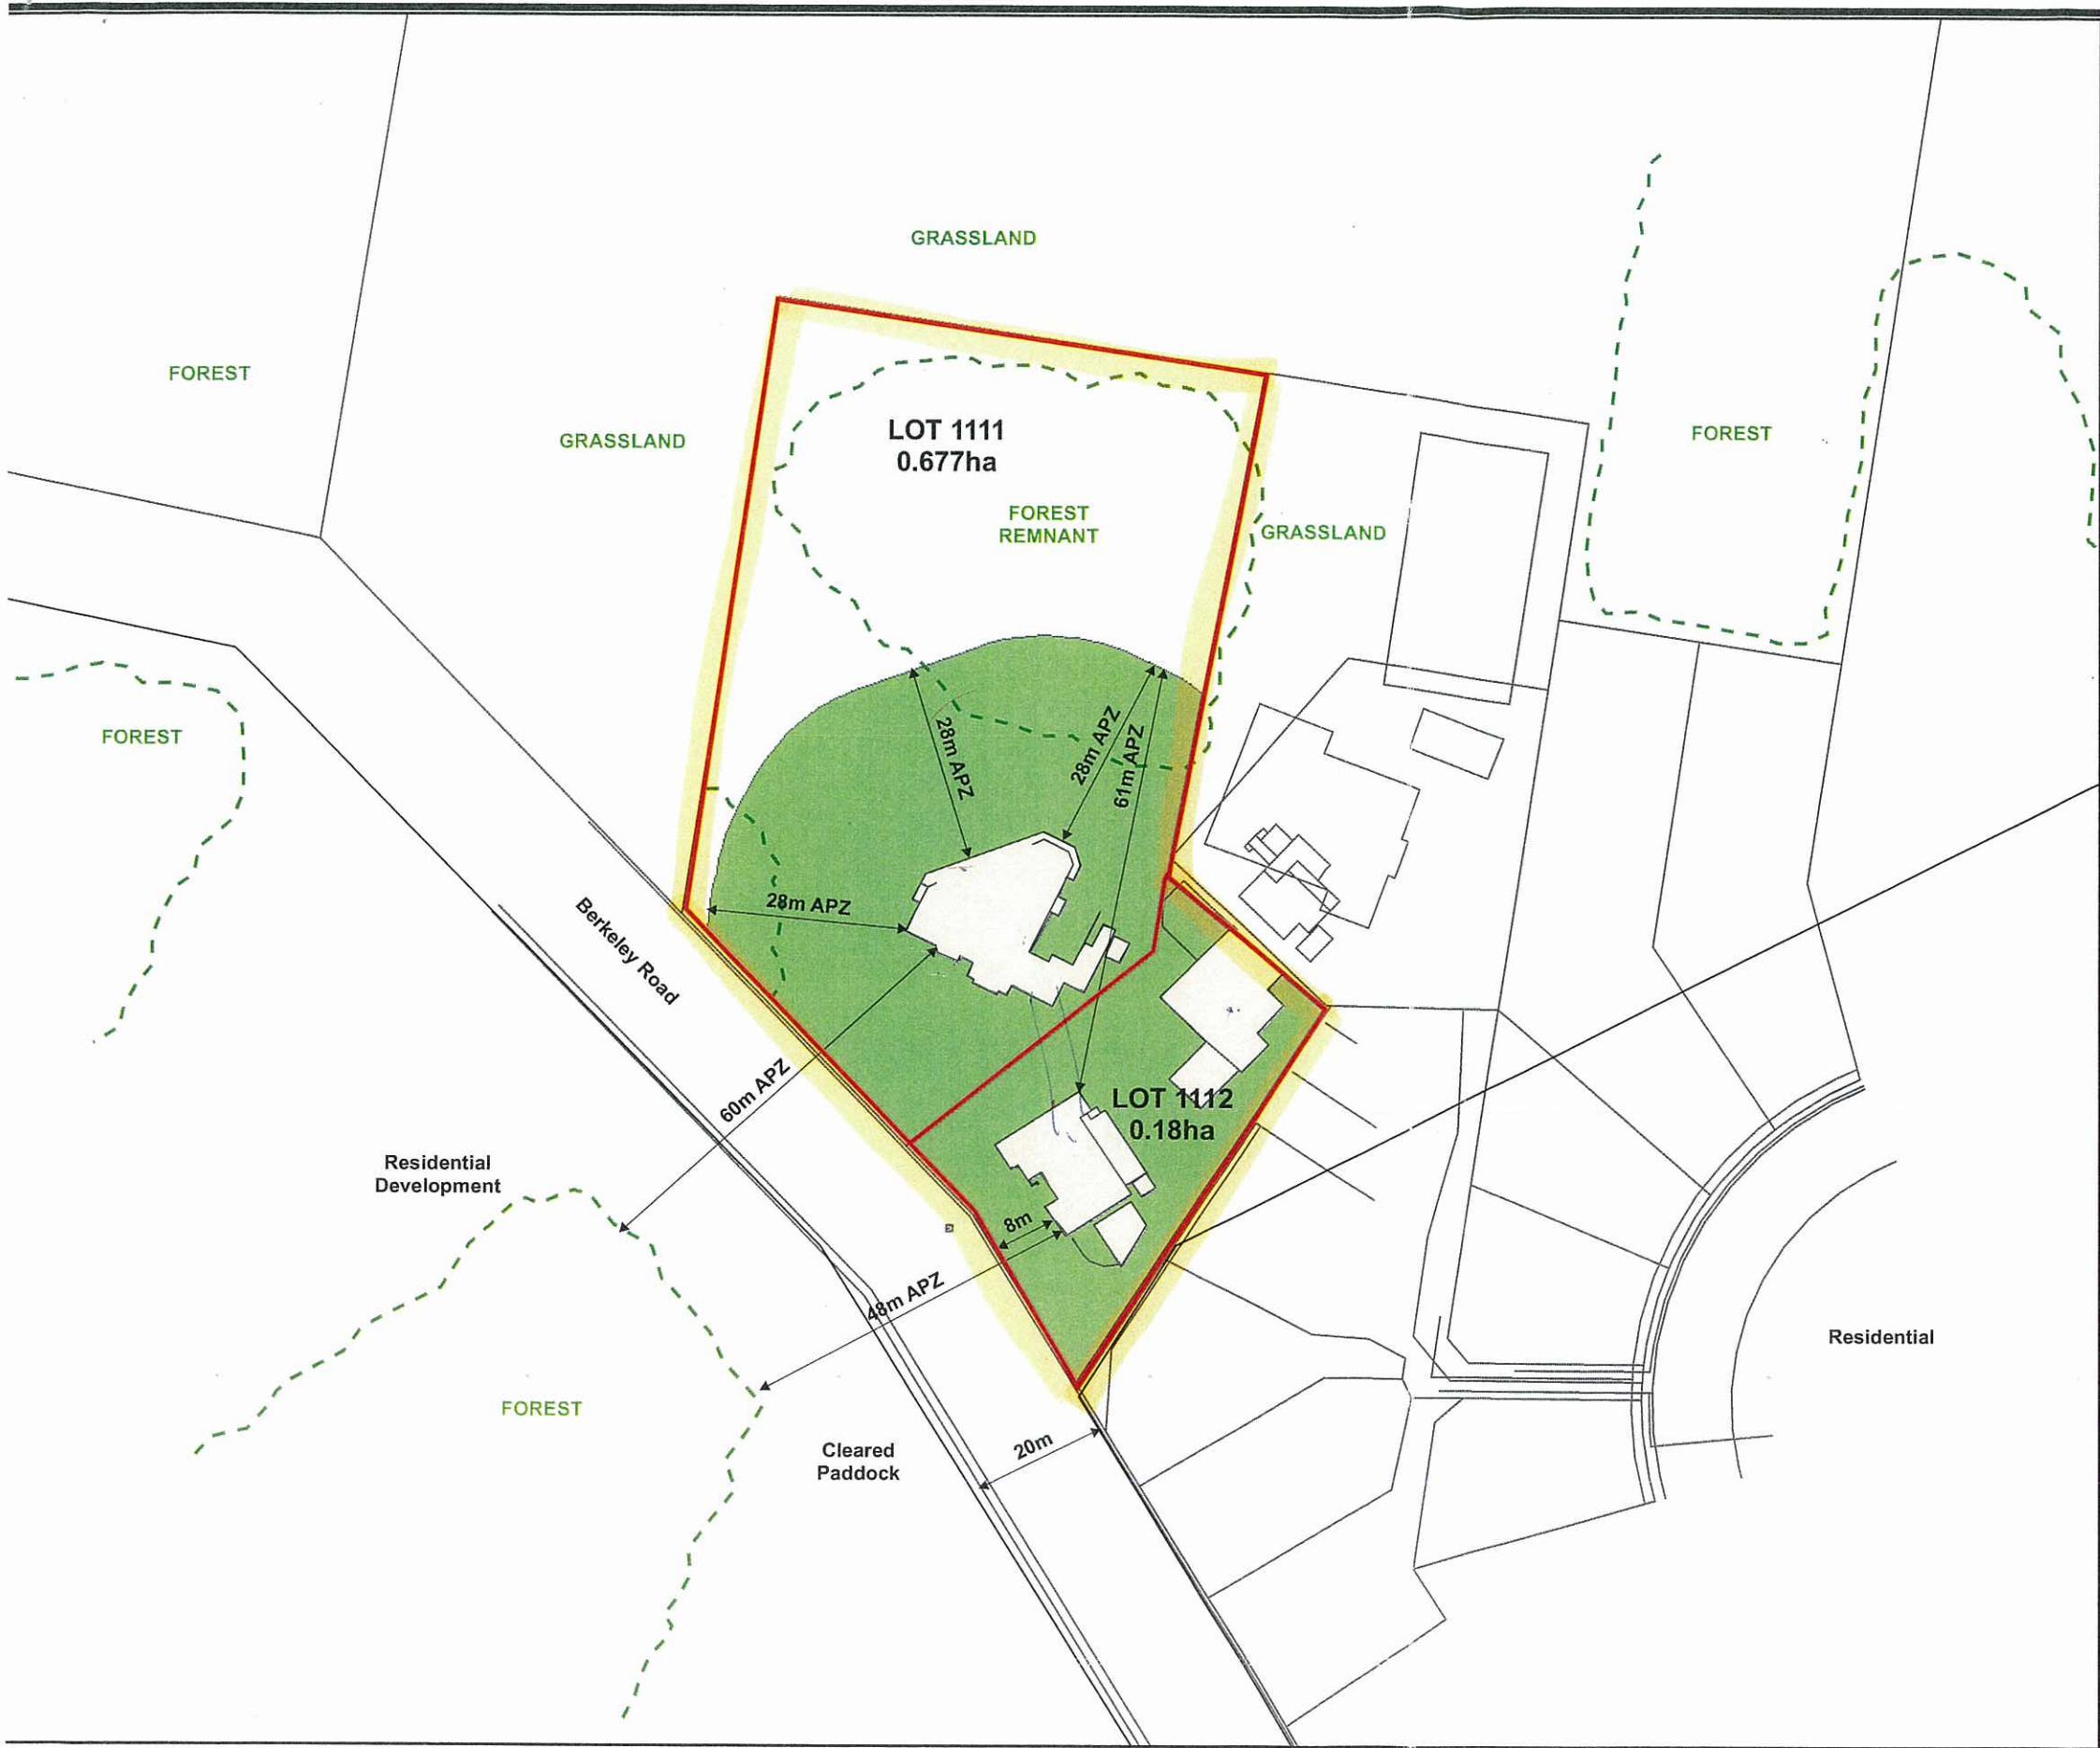 GRASSLAND
FOREST
GRASSLAND
LOT 1111
0.677ha
FOREST
REMNANT
GRASSLAND
FOREST
FOREST
28m APZ
28m APZ
61m APZ
28m APZ
Berkeley Road
60m APZ
LOT 1112
0.18ha
Residential
Development
8m
48m APZ
Residential
FOREST
Cleared
Paddock
20m